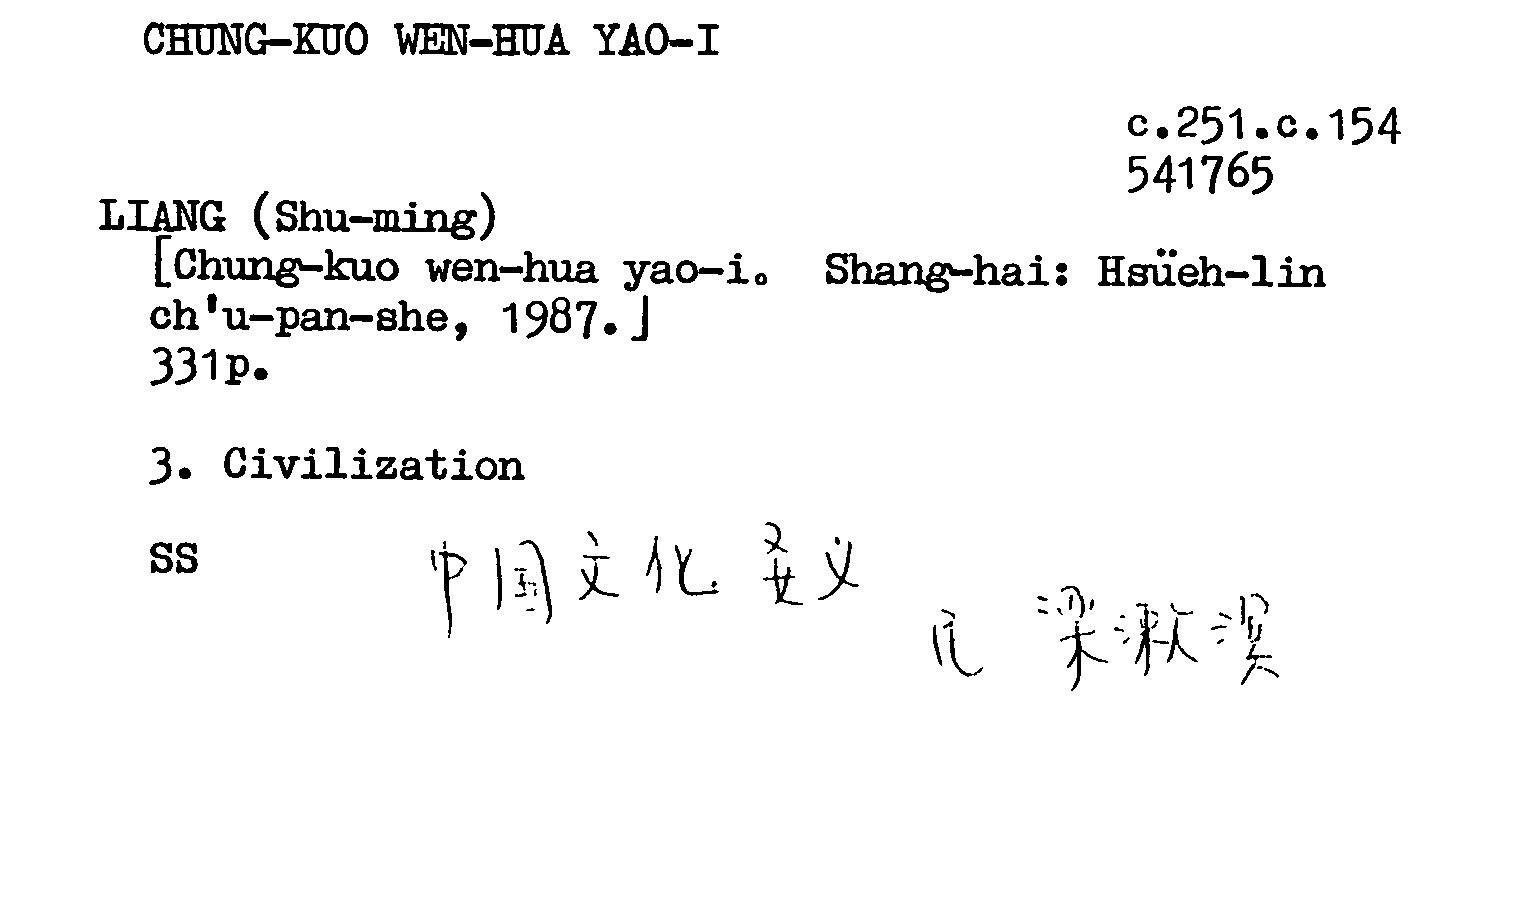 CHUNG-KUO WEN-HUA YAO-I
c.251.c.154
541765
LIANG (Shu-ming)
[Chung-kuo wen-hua yao-i。 Shang-hai: Hsüeh-lin
ch'u-pan-she, 1987.]
331p.
3. Civilization
SS
中国文化要义
梁漱溟